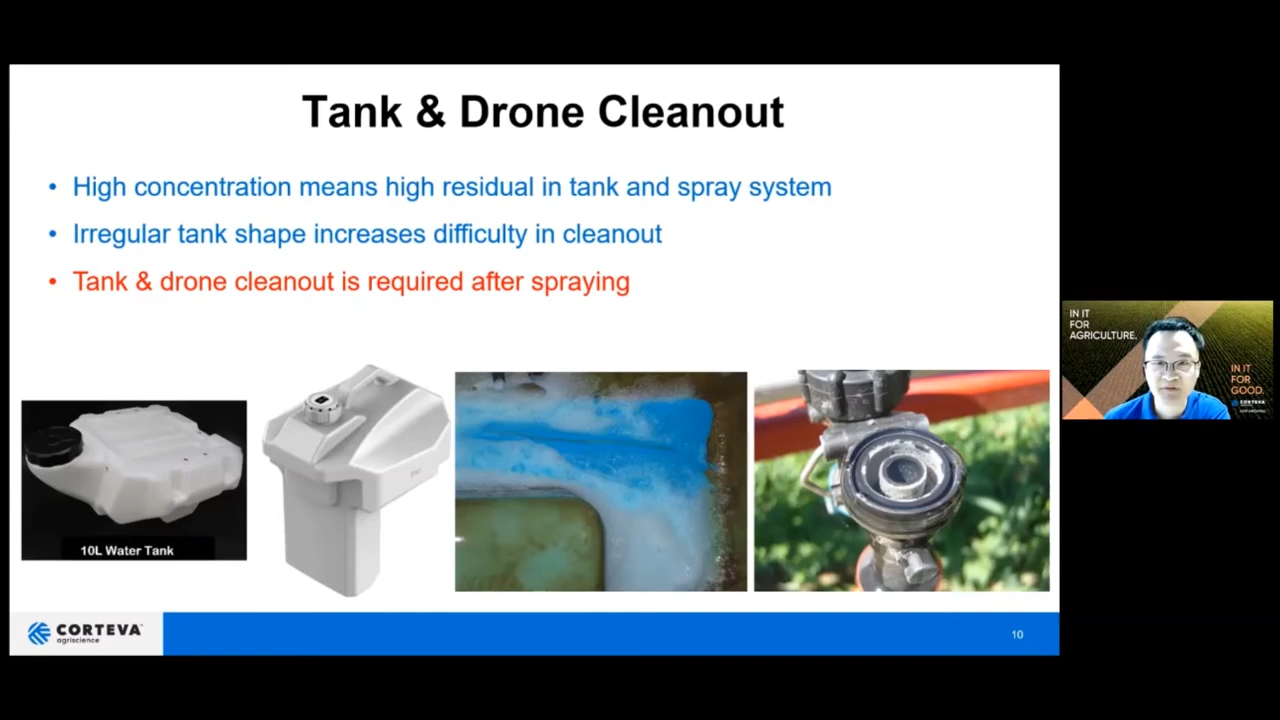 Tank & Drone Cleanout
• High concentration means high residual in tank and spray system
• Irregular tank shape increases difficulty in cleanout
• Tank & drone cleanout is required after spraying
10L Water Tank
CORTEVA
agriscience
10
IN IT
FOR
AGRICULTURE.
IN IT
FOR
GOOD.
CORTEVA